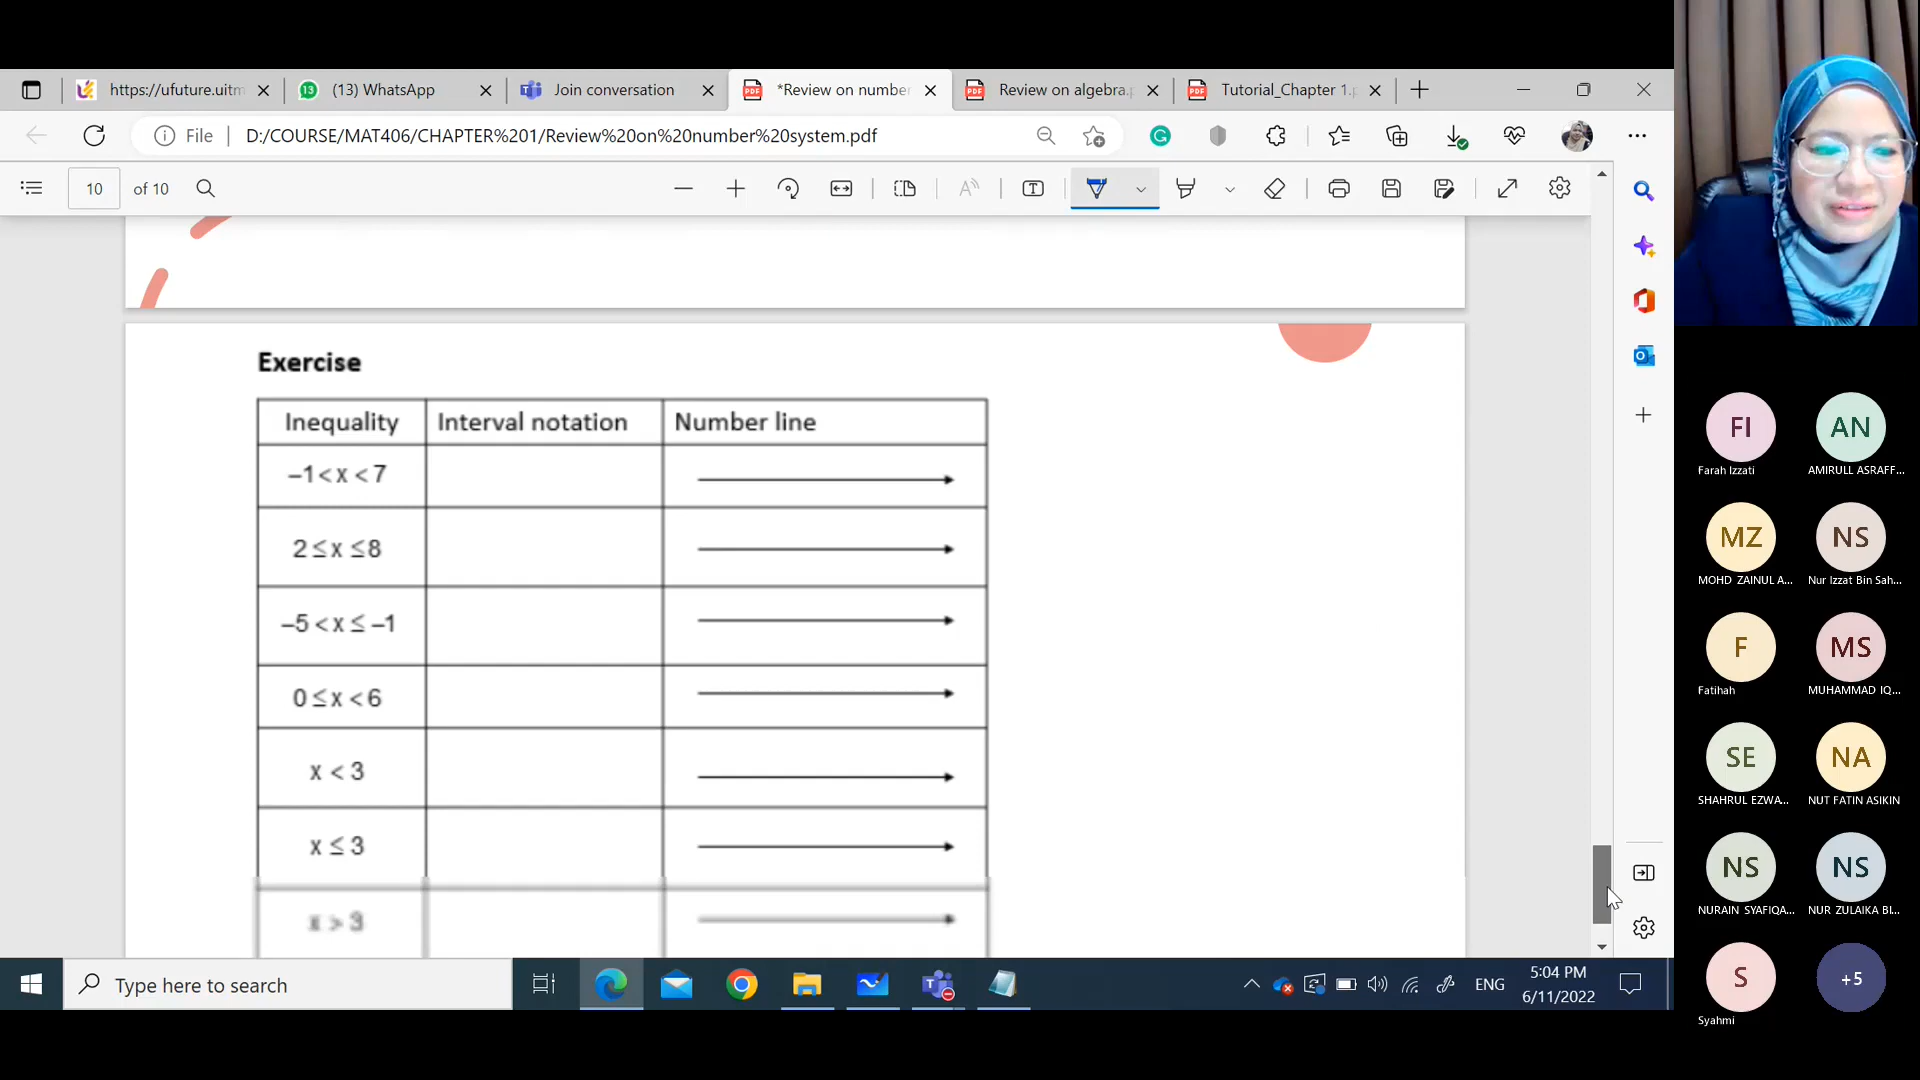 https://ufuture.uitm
(13) WhatsApp
Join conversation
*Review on number
Review on algebra.p
Tutorial_Chapter 1.p
File
D:/COURSE/MAT406/CHAPTER%201/Review%20on%20number%20system.pdf
10 of 10
Exercise
Inequality Interval notation Number line
–1 < x < 7
2 ≤ x ≤ 8
–5 < x ≤ –1
0 ≤ x < 6
x < 3
x ≤ 3
x > 3
FI AN
Farah Izzati AMIRULL ASRAFF...
MZ NS
MOHD ZAINUL A... Nur Izzat Bin Sah...
F MS
Fatihah MUHAMMAD IQ...
SE NA
SHAHRUL EZWA... NUT FATIN ASIKIN
NS NS
NURAIN SYAFIQA... NUR ZULAIKA BI...
S +5
Syahmi
Type here to search
ENG
5:04 PM
6/11/2022